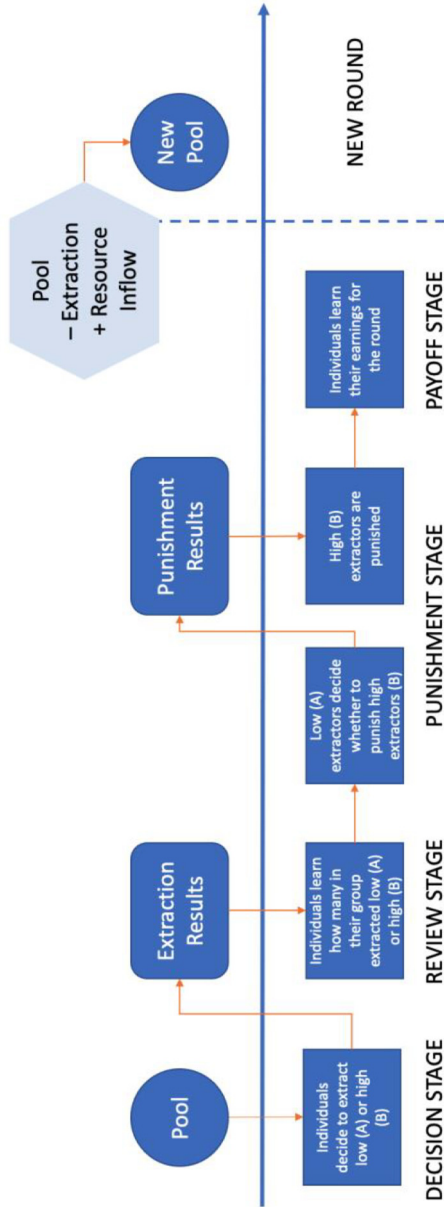 Pool
Individuals
decide to extract
low (A) or high
(B)
DECISION STAGE
Extraction
Results
Individuals learn
how many in
their group
extracted low (A)
or high (B)
REVIEW STAGE
Low (A)
extractors decide
whether to
punish high
extractors (B)
Punishment
Results
High (B)
extractors are
punished
PUNISHMENT STAGE
Individuals learn
their earnings for
the round
PAYOFF STAGE
Pool
– Extraction
+ Resource
Inflow
New
Pool
NEW ROUND